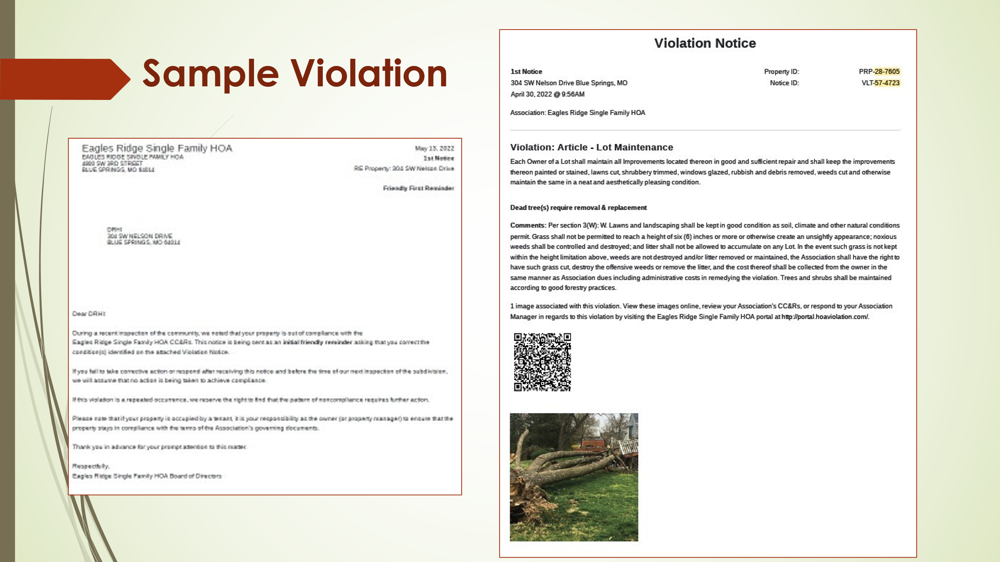 Sample Violation
Eagles Ridge Single Family HOA
EAGLES RIDGE SINGLE FAMILY HOA
4800 SW 3RD STREET
BLUE SPRINGS, MO 64014
May 13, 2022
1st Notice
RE Property: 304 SW Nelson Drive
Friendly First Reminder
DRHI
304 SW NELSON DRIVE
BLUE SPRINGS, MO 64014
Dear DRHI:
During a recent inspection of the community, we noted that your property is out of compliance with the
Eagles Ridge Single Family HOA CC&Rs. This notice is being sent as an initial friendly reminder asking that you correct the
condition(s) identified on the attached Violation Notice.
If you fail to take corrective action or respond after receiving this notice and before the time of our next inspection of the subdivision,
we will assume that no action is being taken to achieve compliance.
If this violation is a repeated occurrence, we reserve the right to find that the pattern of noncompliance requires further action.
Please note that if your property is occupied by a tenant, it is your responsibility as the owner (or property manager) to ensure that the
property stays in compliance with the terms of the Association's governing documents.
Thank you in advance for your prompt attention to this matter.
Respectfully,
Eagles Ridge Single Family HOA Board of Directors
Violation Notice
1st Notice
304 SW Nelson Drive Blue Springs, MO
April 30, 2022 @ 9:56AM
Property ID: PRP-28-7605
Notice ID: VLT-57-4723
Association: Eagles Ridge Single Family HOA
Violation: Article - Lot Maintenance
Each Owner of a Lot shall maintain all Improvements located thereon in good and sufficient repair and shall keep the improvements
thereon painted or stained, lawns cut, shrubbery trimmed, windows glazed, rubbish and debris removed, weeds cut and otherwise
maintain the same in a neat and aesthetically pleasing condition.
Dead tree(s) require removal & replacement
Comments: Per section 3(W): W. Lawns and landscaping shall be kept in good condition as soil, climate and other natural conditions
permit. Grass shall not be permitted to reach a height of six (6) inches or more or otherwise create an unsightly appearance; noxious
weeds shall be controlled and destroyed; and litter shall not be allowed to accumulate on any Lot. In the event such grass is not kept
within the height limitation above, weeds are not destroyed and/or litter removed or maintained, the Association shall have the right to
have such grass cut, destroy the offensive weeds or remove the litter, and the cost thereof shall be collected from the owner in the
same manner as Association dues including administrative costs in remedying the violation. Trees and shrubs shall be maintained
according to good forestry practices.
1 image associated with this violation. View these images online, review your Association's CC&Rs, or respond to your Association
Manager in regards to this violation by visiting the Eagles Ridge Single Family HOA portal at http://portal.hoaviolation.com/.